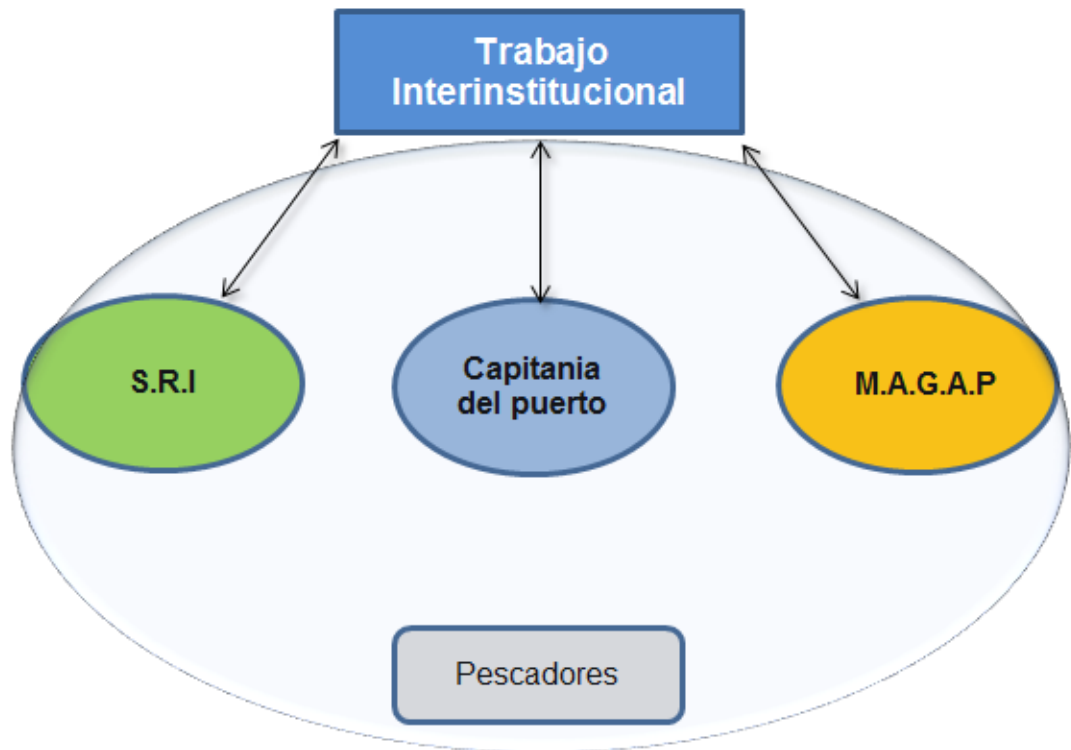 Trabajo
Interinstitucional
S.R.I
Capitania
del puerto
M.A.G.A.P
Pescadores